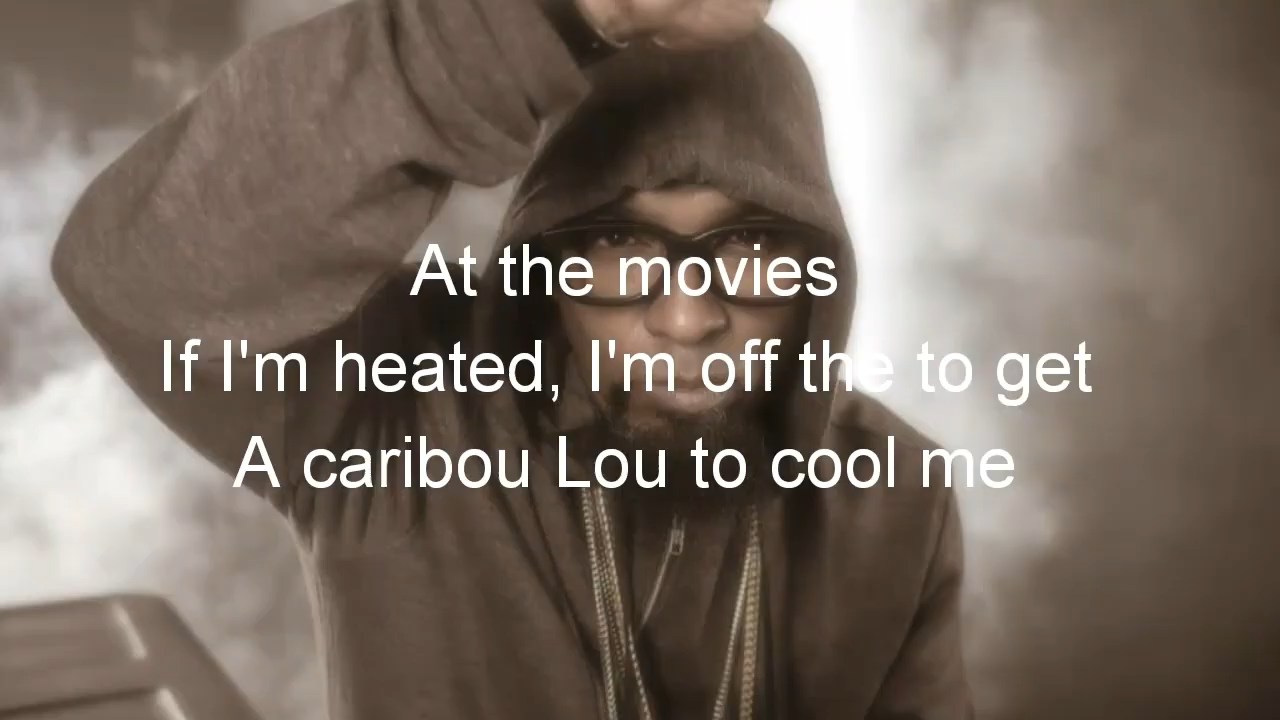 At the movies
If I'm heated, I'm off the to get
A caribou Lou to cool me